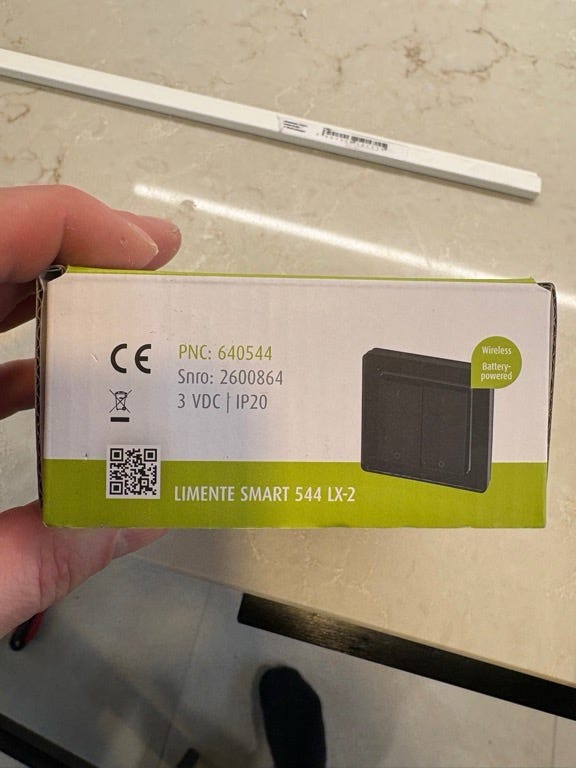 CE
PNC: 640544
Snro: 2600864
3 VDC | IP20
Wireless
Battery-
powered
LIMENTE SMART 544 LX-2